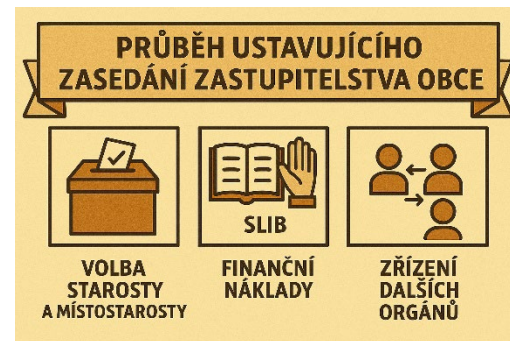 PRŮBĚH USTAVUJÍCÍHO
ZASEDÁNÍ ZASTUPITELSTVA OBCE
SLIB
VOLBA
STAROSTY
A MÍSTOSTAROSTY
FINANČNÍ
NÁKLADY
ZŘÍZENÍ
DALŠÍCH
ORGÁNŮ